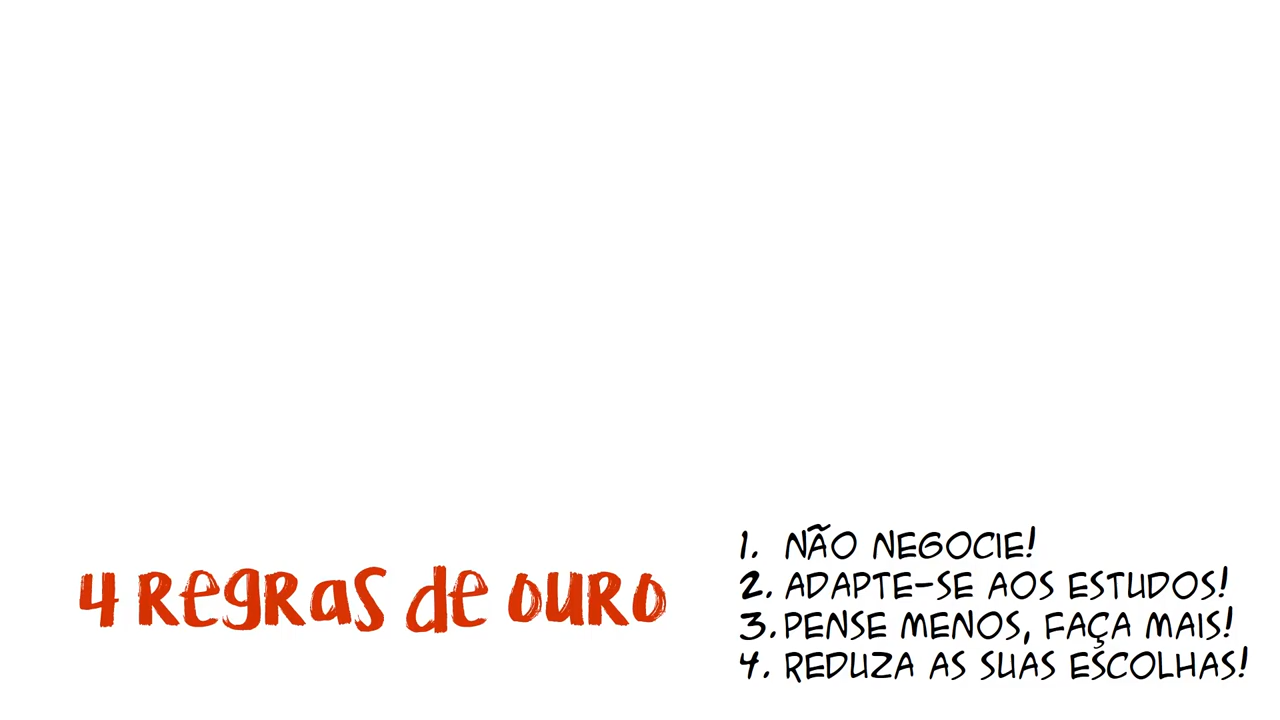 4 Regras de ouro
1. NÃO NEGOCIE!
2. ADAPTE-SE AOS ESTUDOS!
3. PENSE MENOS, FAÇA MAIS!
4. REDUZA AS SUAS ESCOLHAS!